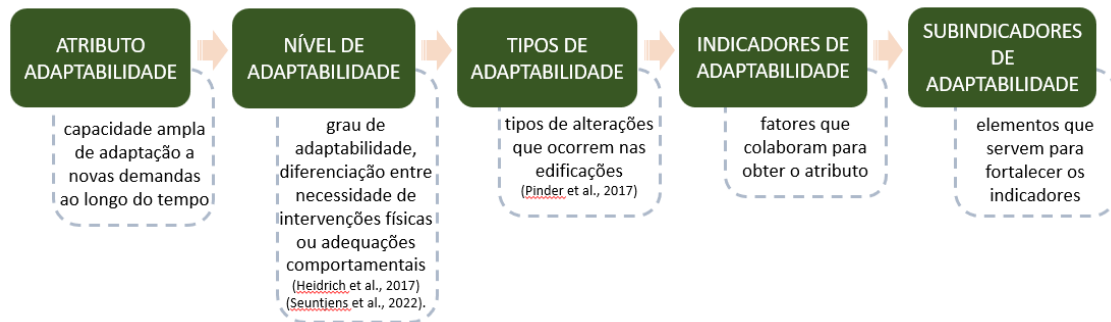 ATRIBUTO
ADAPTABILIDADE
capacidade ampla
de adaptação a
novas demandas
ao longo do tempo
NÍVEL DE
ADAPTABILIDADE
grau de
adaptabilidade,
diferenciação entre
necessidade de
intervenções físicas
ou adequações
comportamentais
(Heidrich et al., 2017)
(Seuntjens et al., 2022).
TIPOS DE
ADAPTABILIDADE
tipos de alterações
que ocorrem nas
edificações
(Pinder et al., 2017)
INDICADORES DE
ADAPTABILIDADE
fatores que
colaboram para
obter o atributo
SUBINDICADORES
DE
ADAPTABILIDADE
elementos que
servem para
fortalecer os
indicadores